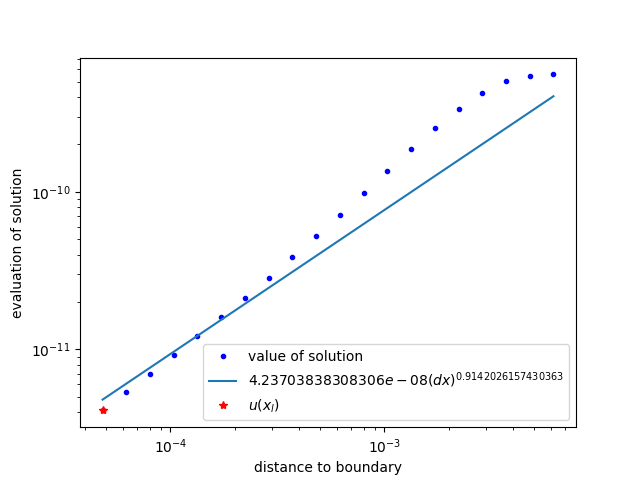 evaluation of solution
10⁻¹⁰
10⁻¹¹
value of solution
4.23703838308306e − 08(dx)^0.9142026157430363
u(x_l)
10⁻⁴
10⁻³
distance to boundary